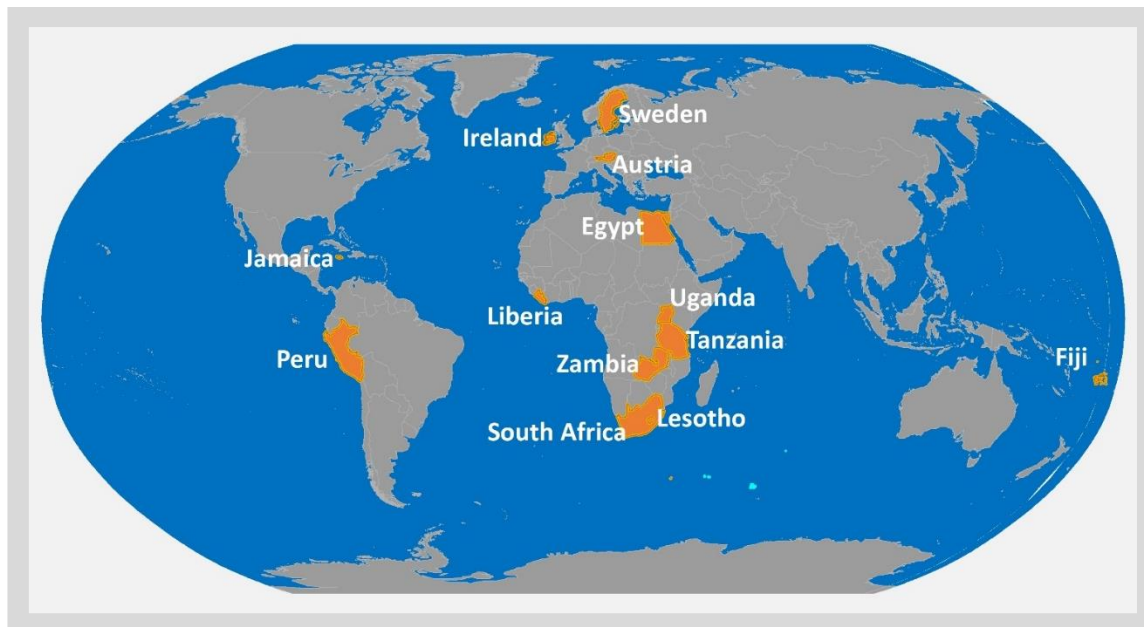 Sweden
Ireland
Austria
Egypt
Jamaica
Uganda
Liberia
Tanzania
Peru
Zambia
Fiji
Lesotho
South Africa